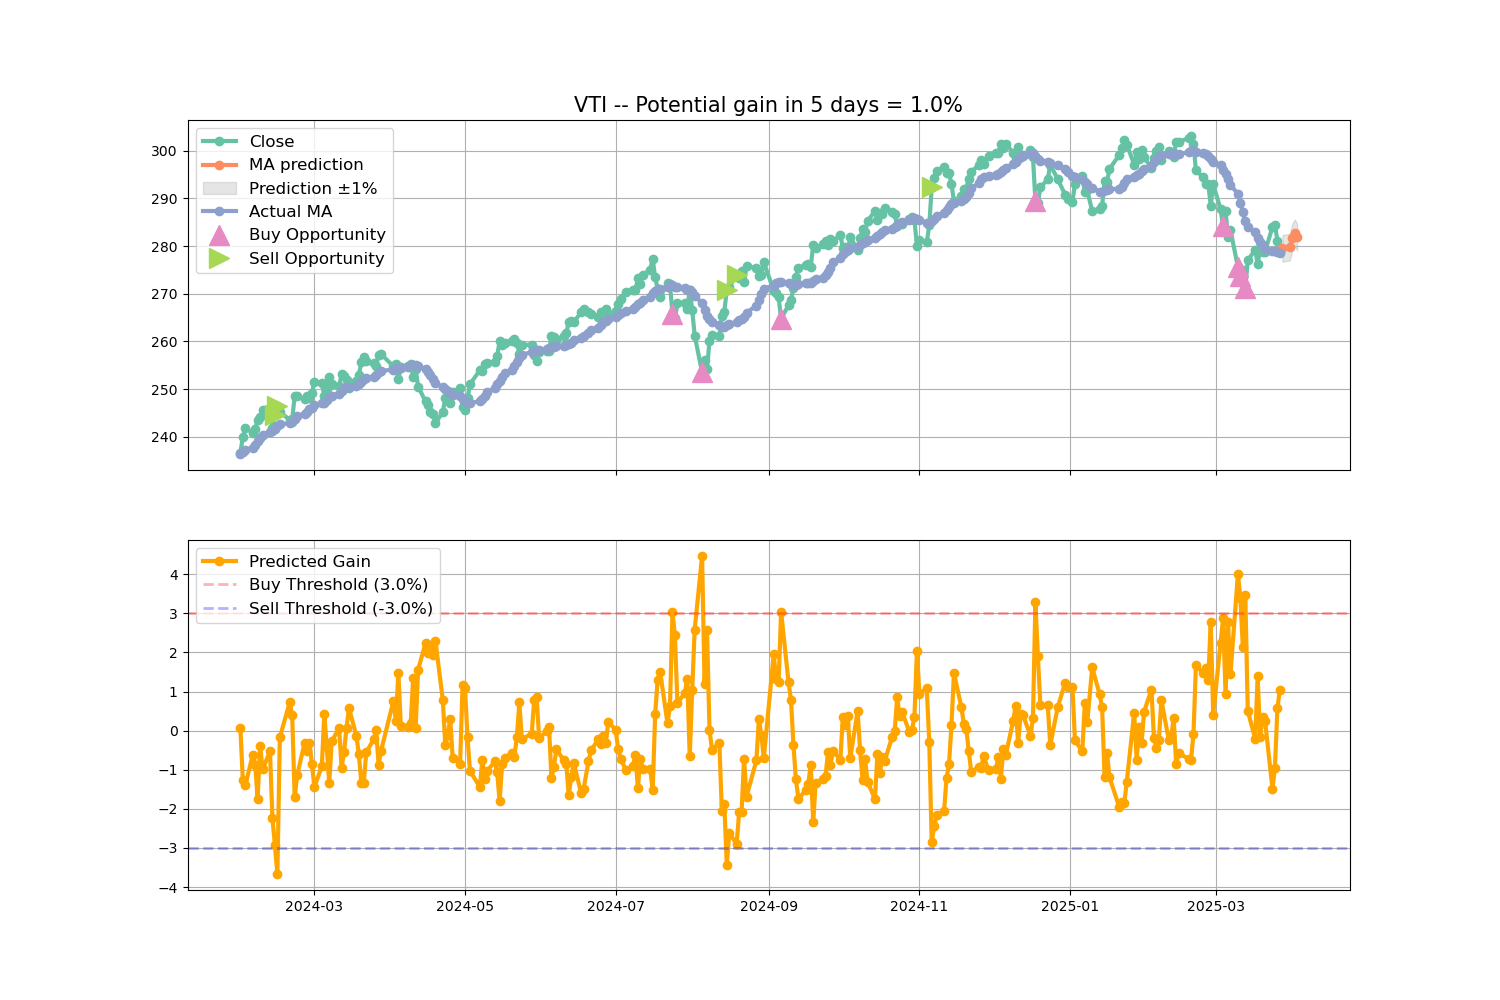 VTI -- Potential gain in 5 days = 1.0%
Close
MA prediction
Prediction ±1%
Actual MA
Buy Opportunity
Sell Opportunity
300
290
280
270
260
250
240
Predicted Gain
Buy Threshold (3.0%)
Sell Threshold (-3.0%)
4
3
2
1
0
−1
−2
−3
−4
2024-03 2024-05 2024-07 2024-09 2024-11 2025-01 2025-03